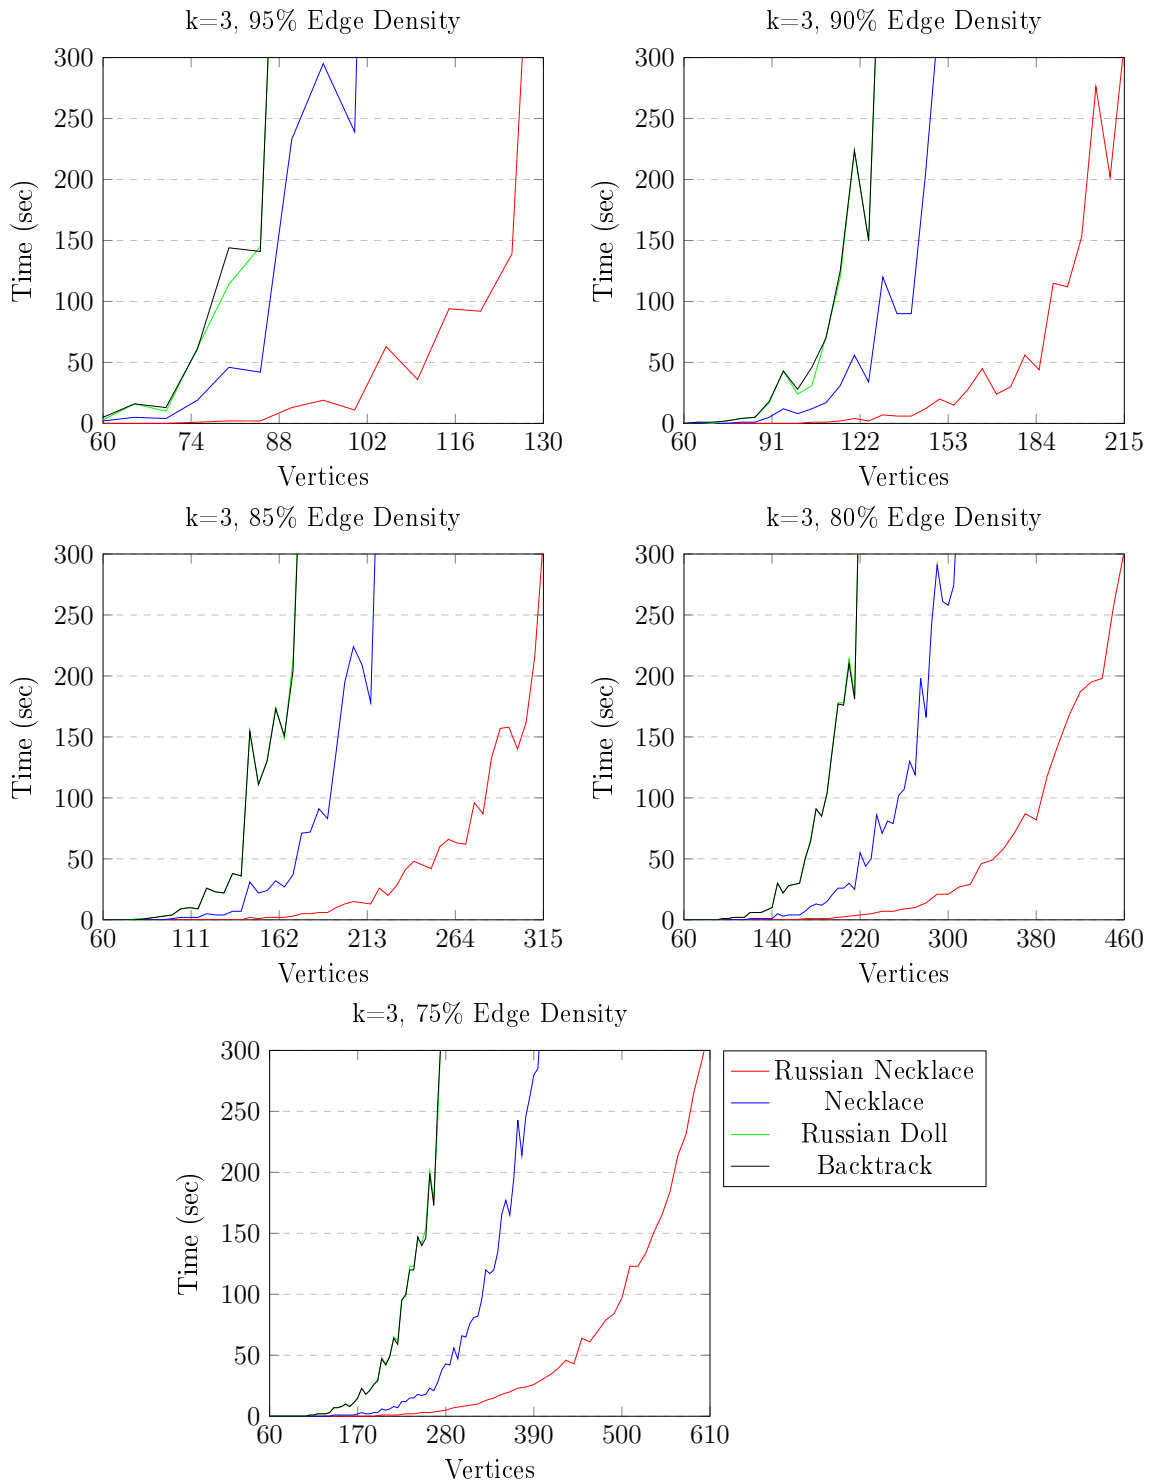 k=3, 95% Edge Density
300
250
200
150
100
50
0
Time (sec)
60 74 88 102 116 130
Vertices
k=3, 90% Edge Density
300
250
200
150
100
50
0
Time (sec)
60 91 122 153 184 215
Vertices
k=3, 85% Edge Density
300
250
200
150
100
50
0
Time (sec)
60 111 162 213 264 315
Vertices
k=3, 80% Edge Density
300
250
200
150
100
50
0
Time (sec)
60 140 220 300 380 460
Vertices
k=3, 75% Edge Density
300
250
200
150
100
50
0
Time (sec)
60 170 280 390 500 610
Vertices
Russian Necklace
Necklace
Russian Doll
Backtrack